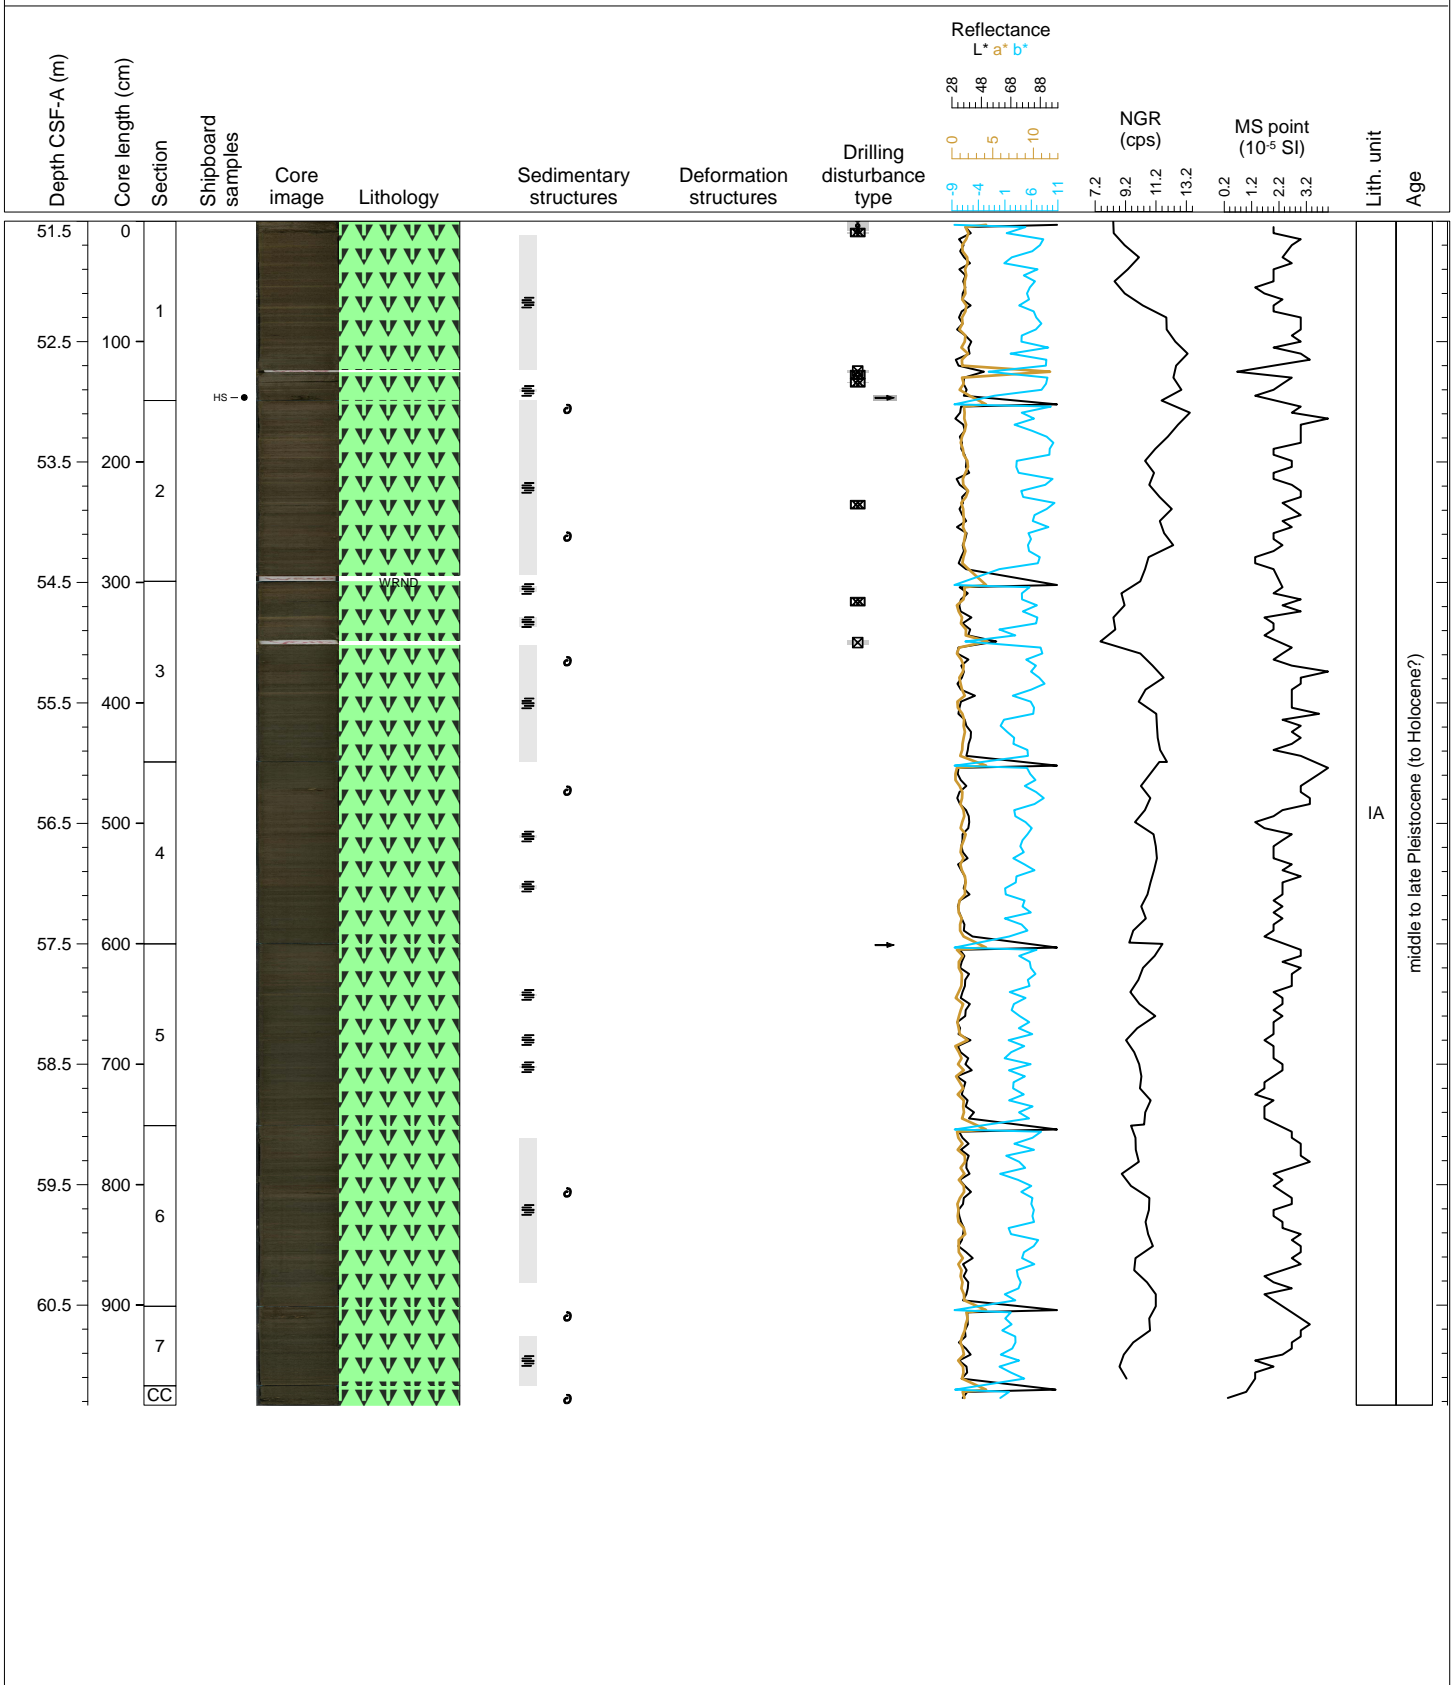 Depth CSF-A (m)
Core length (cm)
Section
Shipboard
samples
Core
image
Lithology
Sedimentary
structures
Deformation
structures
Drilling
disturbance
type
Reflectance
L* a* b*
28 48 68 88
0 5 10
-9 -4 1 6 11
NGR
(cps)
7.2 9.2 11.2 13.2
MS point
(10⁻⁵ SI)
0.2 1.2 2.2 3.2
Lith. unit
Age
51.5 0
1
52.5 100
HS
53.5 200
2
54.5 300
WRND
3
55.5 400
56.5 500
4
57.5 600
5
58.5 700
59.5 800
6
60.5 900
7
CC
IA
middle to late Pleistocene (to Holocene?)